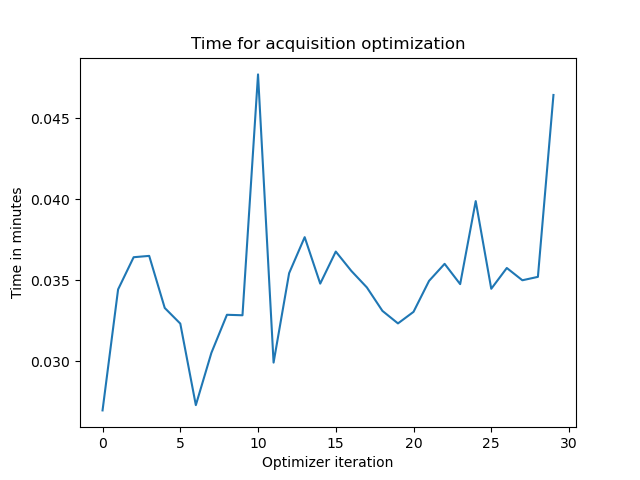 Time for acquisition optimization
Time in minutes
0.045
0.040
0.035
0.030
0 5 10 15 20 25 30
Optimizer iteration